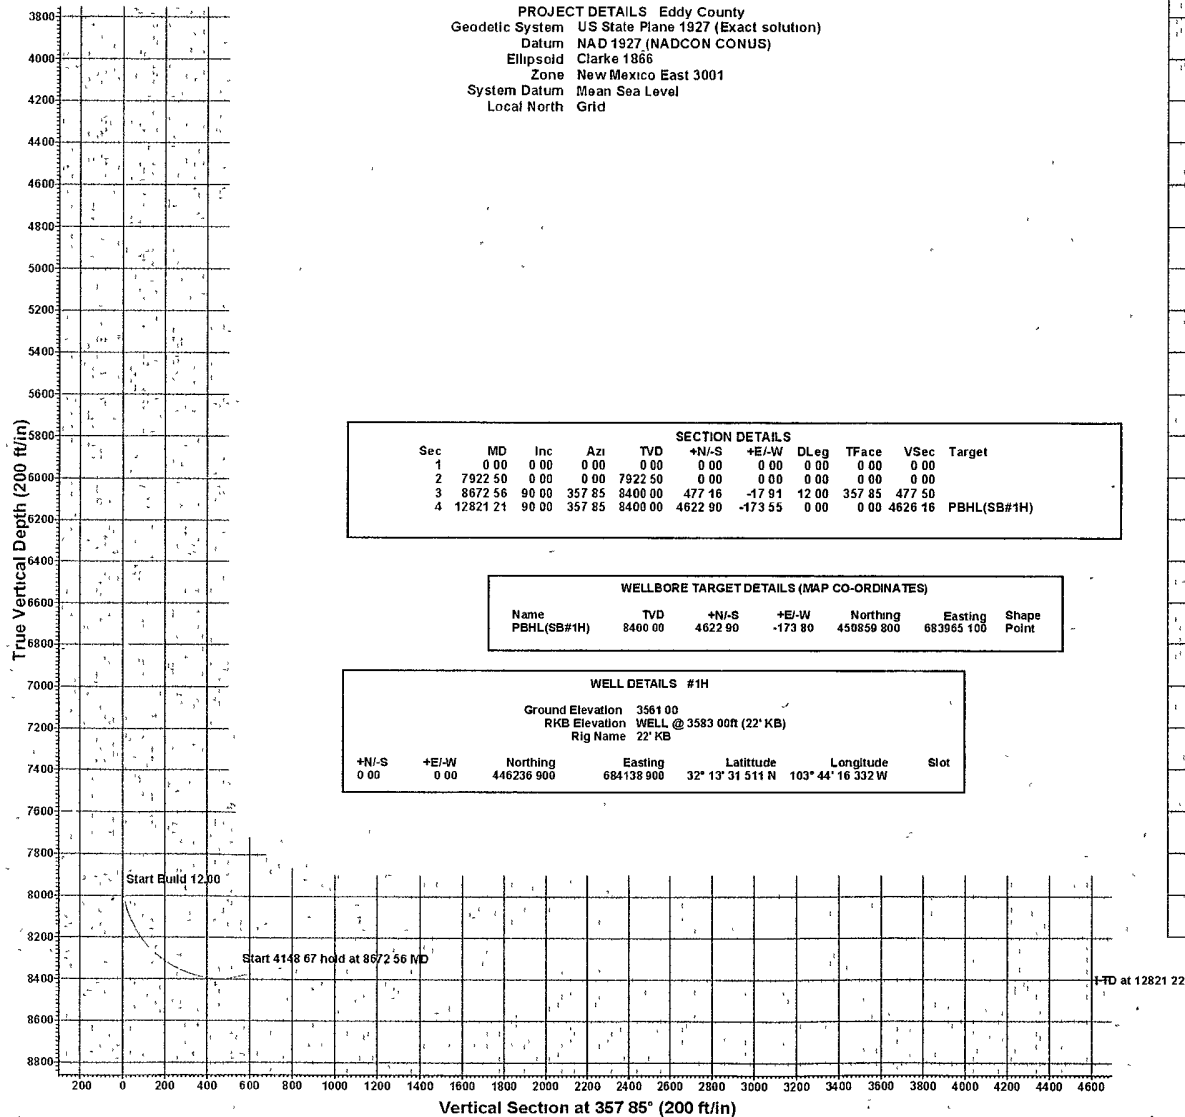 PROJECT DETAILS Eddy County
Geodetic System US State Plane 1927 (Exact solution)
Datum NAD 1927 (NADCON CONUS)
Ellipsoid Clarke 1866
Zone New Mexico East 3001
System Datum Mean Sea Level
Local North Grid
3800
4000
4200
4400
4600
4800
5000
5200
5400
5600
5800
6000
6200
6400
6600
6800
7000
7200
7400
7600
7800
8000
8200
8400
8600
8800
True Vertical Depth (200 ft/in)
SECTION DETAILS
Sec MD Inc Azi TVD +N/-S +E/-W DLeg TFace VSec Target
1 0 00 0 00 0 00 0 00 0 00 0 00 0 00 0 00 0 00
2 7922 50 0 00 0 00 7922 50 0 00 0 00 0 00 0 00 0 00
3 8672 56 90 00 357 85 8400 00 477 16 -17 91 12 00 357 85 477 50
4 12821 21 90 00 357 85 8400 00 4622 90 -173 55 0 00 0 00 4626 16 PBHL(SB#1H)
WELLBORE TARGET DETAILS (MAP CO-ORDINATES)
Name TVD +N/-S +E/-W Northing Easting Shape
PBHL(SB#1H) 8400 00 4622 90 -173 80 450859 800 683965 100 Point
WELL DETAILS #1H
Ground Elevation 3561 00
RKB Elevation WELL @ 3583 00ft (22' KB)
Rig Name 22' KB
+N/-S +E/-W Northing Easting Latittude Longitude Slot
0 00 0 00 446236 900 684138 900 32° 13' 31 511 N 103° 44' 16 332 W
Start Build 12.00
Start 4148 67 hold at 8672 56 MD
TD at 12821 22
200 0 200 400 600 800 1000 1200 1400 1600 1800 2000 2200 2400 2600 2800 3000 3200 3400 3600 3800 4000 4200 4400 4600
Vertical Section at 357 85° (200 ft/in)